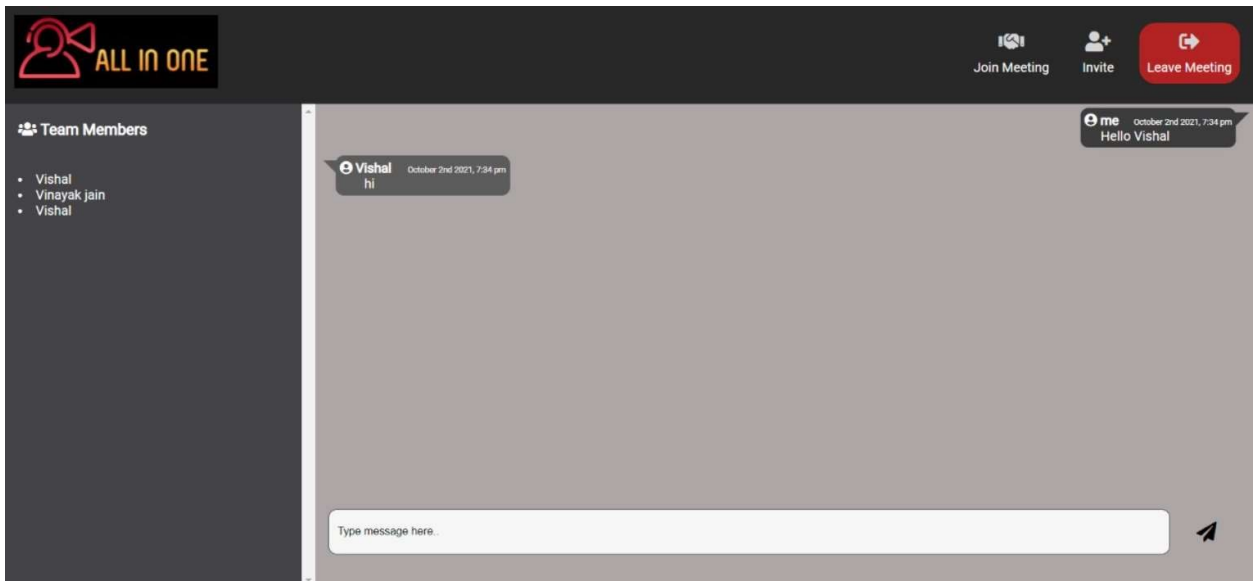 ALL IN ONE
Join Meeting
Invite
Leave Meeting
Team Members
Vishal
Vinayak jain
Vishal
me October 2nd 2021, 7:34 pm
Hello Vishal
Vishal October 2nd 2021, 7:34 pm
hi
Type message here..